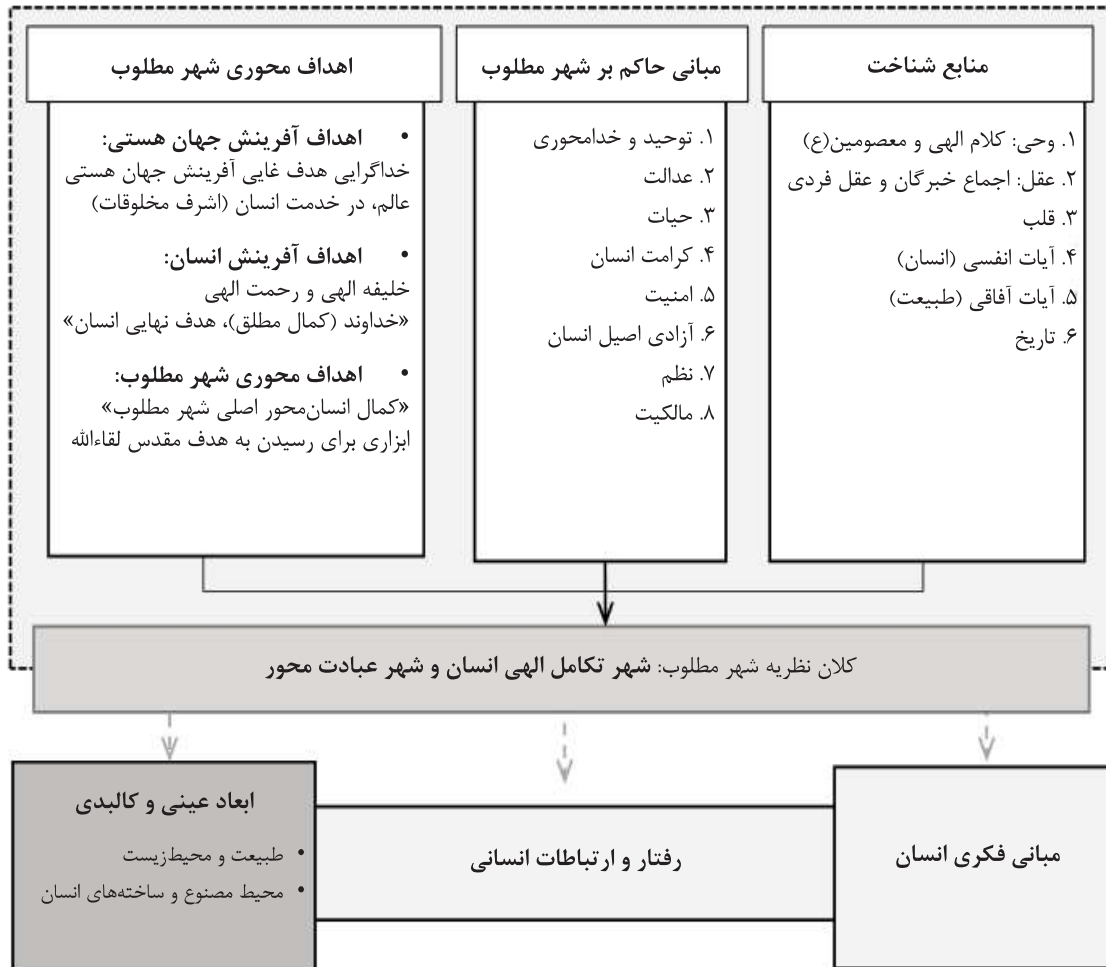 منابع شناخت
۱. وحی: کلام الهی و معصومین(ع)
۲. عقل: اجماع خبرگان و عقل فردی
۳. قلب
۴. آیات انفسی (انسان)
۵. آیات آفاقی (طبیعت)
۶. تاریخ
مبانی حاکم بر شهر مطلوب
۱. توحید و خدامحوری
۲. عدالت
۳. حیات
۴. کرامت انسان
۵. امنیت
۶. آزادی اصیل انسان
۷. نظم
۸. مالکیت
اهداف محوری شهر مطلوب
• اهداف آفرینش جهان هستی:
خداگرایی هدف غایی آفرینش جهان هستی
عالم، در خدمت انسان (اشرف مخلوقات)
• اهداف آفرینش انسان:
خلیفه الهی و رحمت الهی
«خداوند (کمال مطلق)، هدف نهایی انسان»
• اهداف محوری شهر مطلوب:
«کمال انسان‌محور اصلی شهر مطلوب»
ابزاری برای رسیدن به هدف مقدس لقاءالله
کلان نظریه شهر مطلوب: شهر تکامل الهی انسان و شهر عبادت محور
مبانی فکری انسان
رفتار و ارتباطات انسانی
ابعاد عینی و کالبدی
• طبیعت و محیط‌زیست
• محیط مصنوع و ساخته‌های انسان